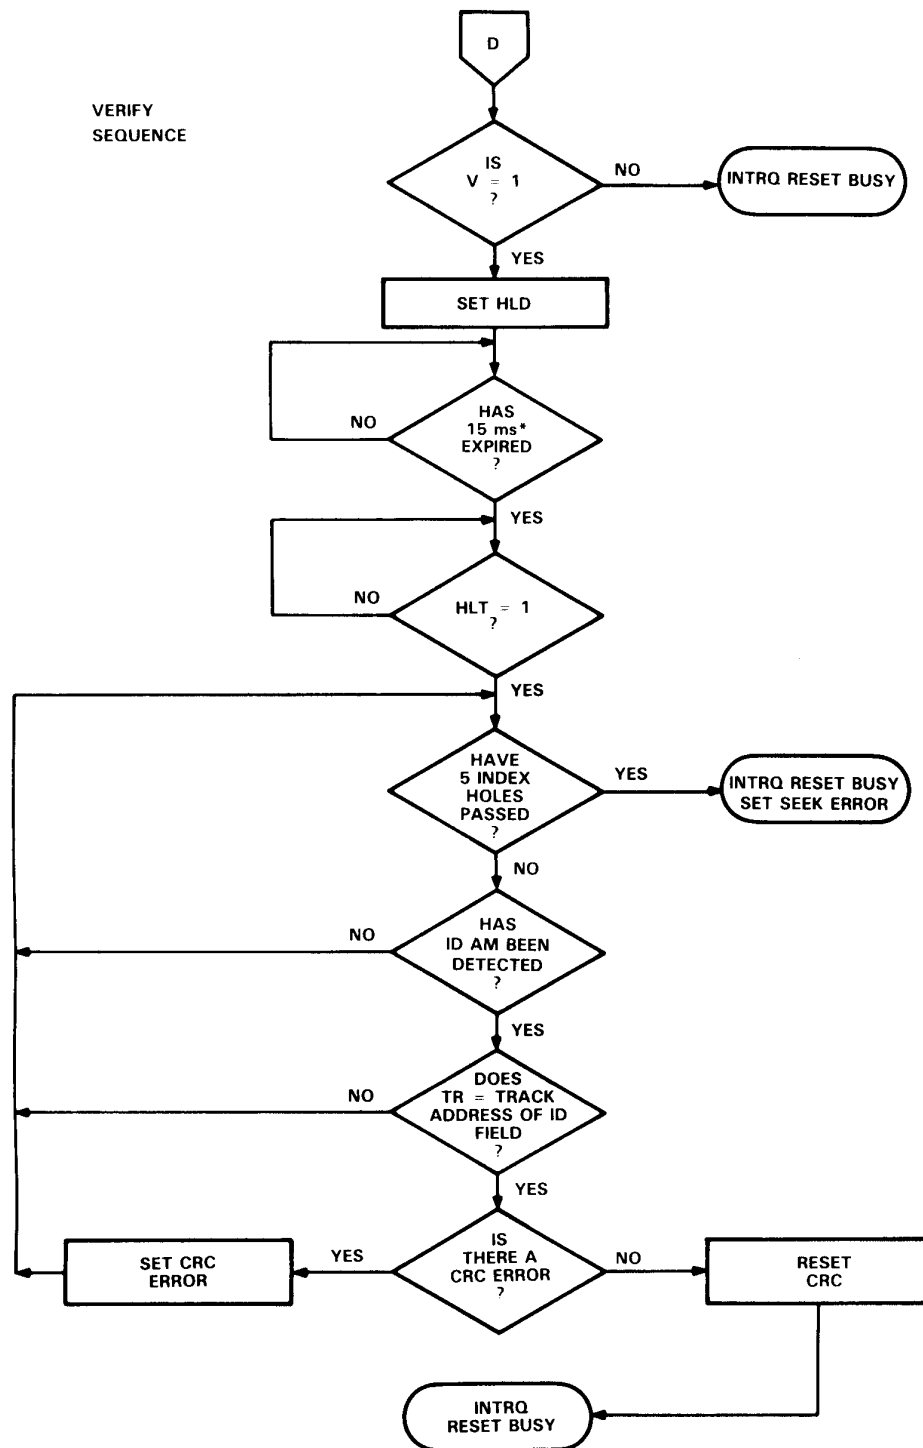 D
VERIFY
SEQUENCE
IS
V = 1
?
NO
INTRQ RESET BUSY
YES
SET HLD
HAS
15 ms*
EXPIRED
?
NO
YES
HLT = 1
?
NO
YES
HAVE
5 INDEX
HOLES
PASSED
?
YES
INTRQ RESET BUSY
SET SEEK ERROR
NO
HAS
ID AM BEEN
DETECTED
?
NO
YES
DOES
TR = TRACK
ADDRESS OF ID
FIELD
?
NO
YES
IS
THERE A
CRC ERROR
?
YES
SET CRC
ERROR
NO
RESET
CRC
INTRQ
RESET BUSY